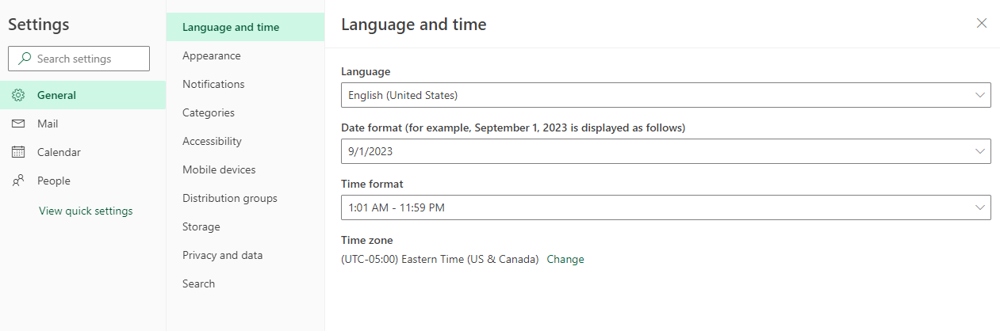 Settings
Search settings
General
Mail
Calendar
People
View quick settings
Language and time
Appearance
Notifications
Categories
Accessibility
Mobile devices
Distribution groups
Storage
Privacy and data
Search
Language and time
Language
English (United States)
Date format (for example, September 1, 2023 is displayed as follows)
9/1/2023
Time format
1:01 AM - 11:59 PM
Time zone
(UTC-05:00) Eastern Time (US & Canada) Change